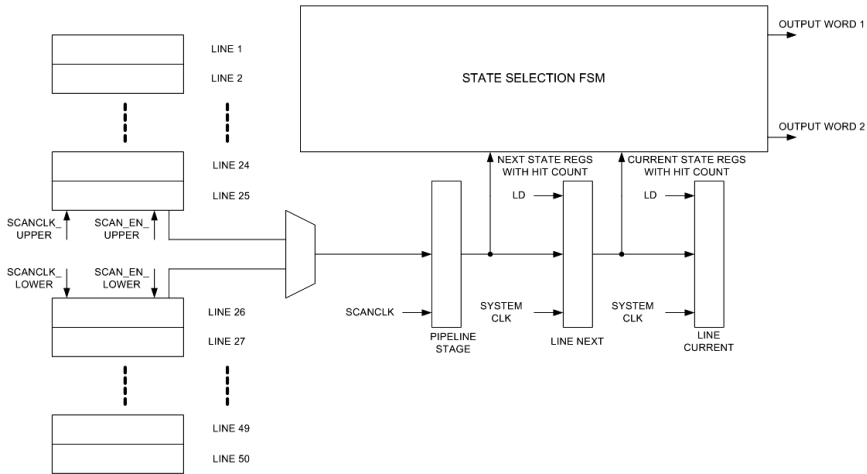 LINE 1
LINE 2
LINE 24
LINE 25
SCANCLK_
UPPER
SCAN_EN_
UPPER
SCANCLK_
LOWER
SCAN_EN_
LOWER
LINE 26
LINE 27
LINE 49
LINE 50
STATE SELECTION FSM
OUTPUT WORD 1
OUTPUT WORD 2
NEXT STATE REGS
WITH HIT COUNT
CURRENT STATE REGS
WITH HIT COUNT
LD
LD
SCANCLK
SYSTEM
CLK
SYSTEM
CLK
PIPELINE
STAGE
LINE NEXT
LINE
CURRENT